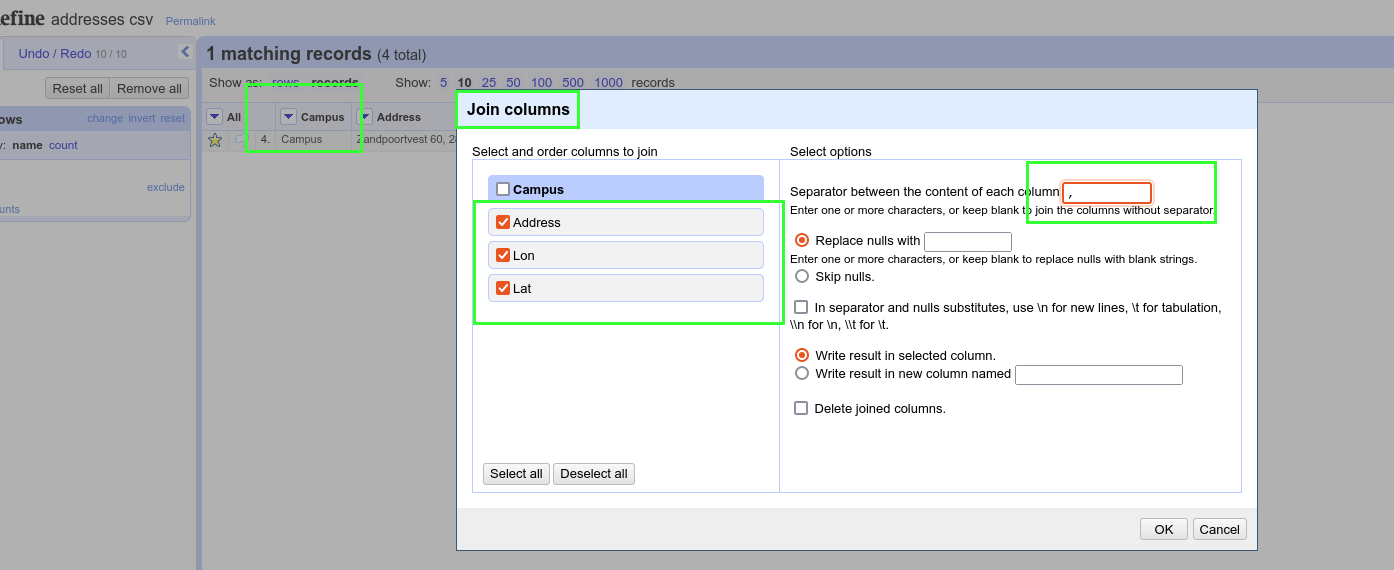 efine addresses csv Permalink
Undo / Redo 10 / 10
Reset all Remove all
ows change invert reset
y: name count
exclude
unts
1 matching records (4 total)
Show as: rows records Show: 5 10 25 50 100 500 1000 records
All Campus Address
4. Campus Zandpoortvest 60, 28
Join columns
Select and order columns to join
Campus
Address
Lon
Lat
Select all Deselect all
Select options
Separator between the content of each column ,
Enter one or more characters, or keep blank to join the columns without separator.
Replace nulls with
Enter one or more characters, or keep blank to replace nulls with blank strings.
Skip nulls.
In separator and nulls substitutes, use \n for new lines, \t for tabulation,
\\n for \n, \\t for \t.
Write result in selected column.
Write result in new column named
Delete joined columns.
OK Cancel